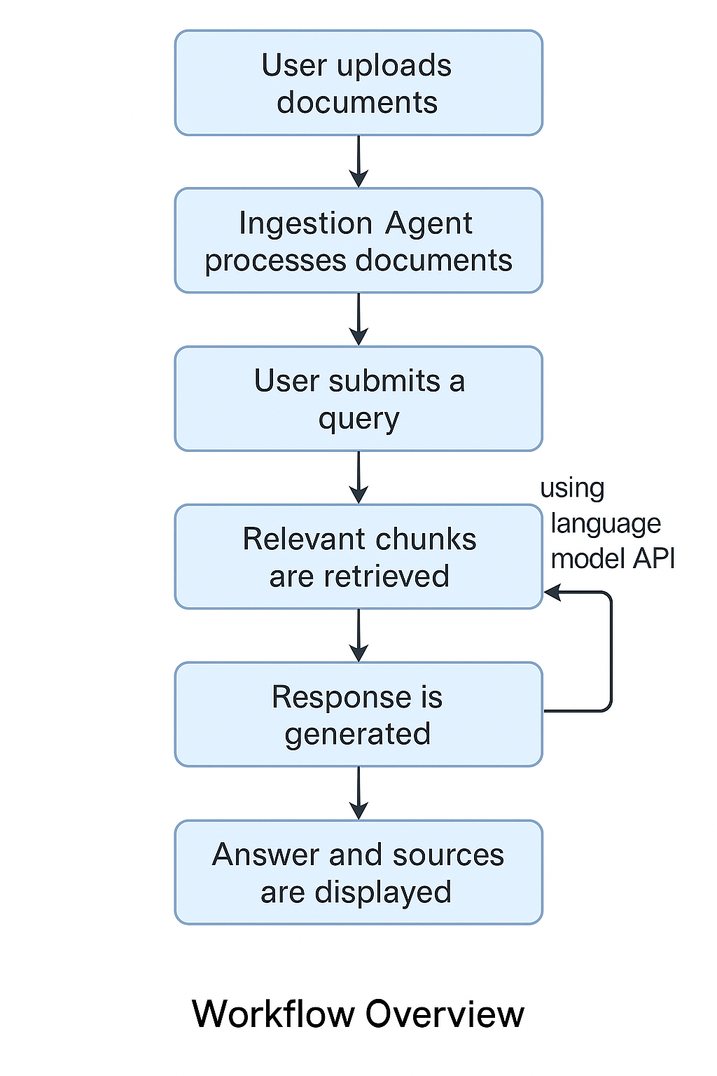 User uploads
documents
Ingestion Agent
processes documents
User submits a
query
using
language
model API
Relevant chunks
are retrieved
Response is
generated
Answer and sources
are displayed
Workflow Overview